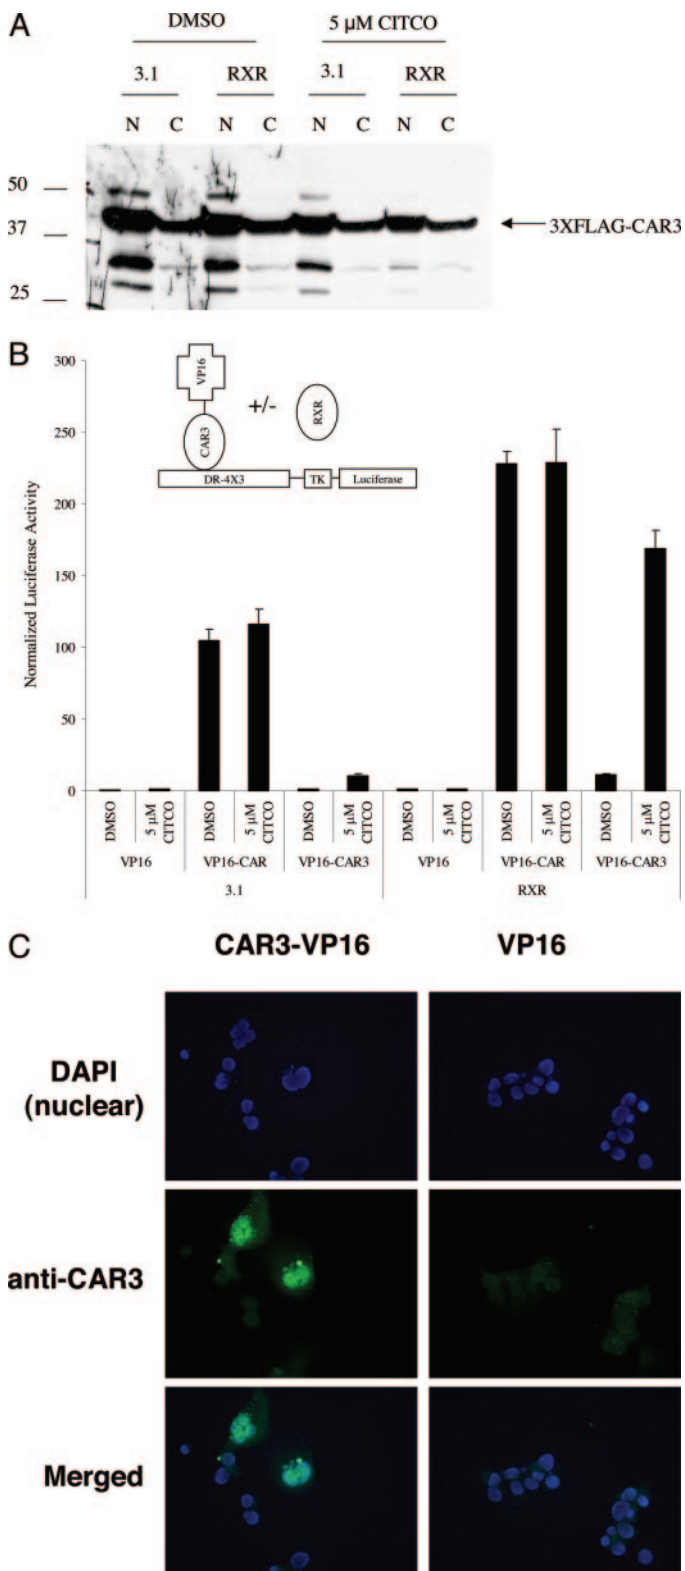 A
DMSO 5 µM CITCO
3.1 RXR 3.1 RXR
N C N C N C N C
50
37
25
3XFLAG-CAR3
B
300
250
200
150
100
50
0
Normalized Luciferase Activity
VP16
CAR3
+/-
RXR
DR-4X3 TK Luciferase
DMSO 5 µM CITCO DMSO 5 µM CITCO DMSO 5 µM CITCO DMSO 5 µM CITCO DMSO 5 µM CITCO DMSO 5 µM CITCO
VP16 VP16-CAR VP16-CAR3 VP16 VP16-CAR VP16-CAR3
3.1 RXR
C
CAR3-VP16 VP16
DAPI
(nuclear)
anti-CAR3
Merged